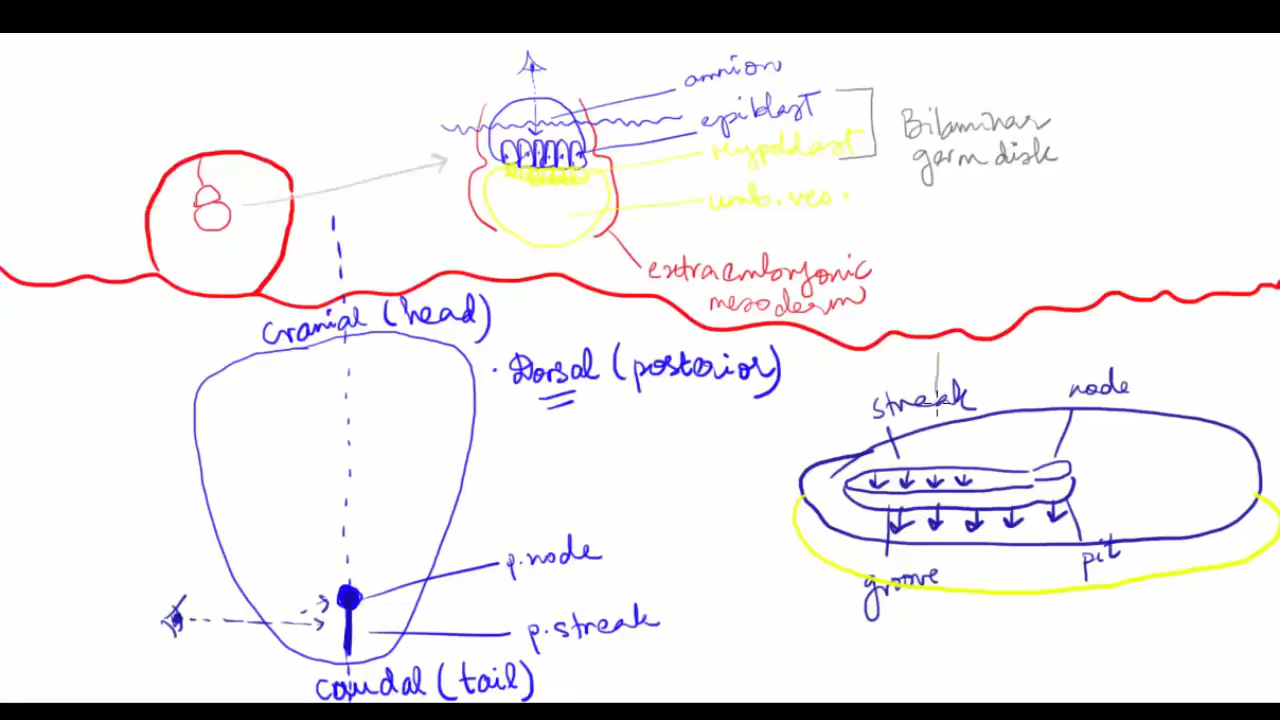 amnion
epiblast
Hypoblast
umb. ves.
Bilaminar
germ disk
extraembryonic
mesoderm
cranial (head)
• Dorsal (posterior)
streak
node
p. node
pit
groove
p. streak
caudal (tail)